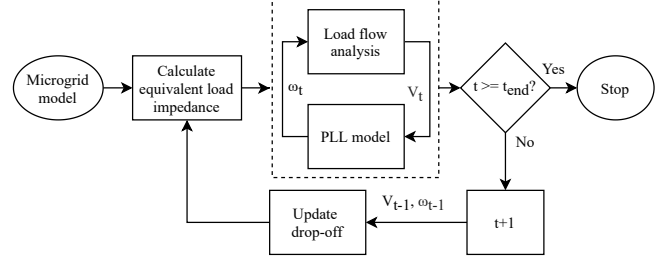 Microgrid
model
Calculate
equivalent load
impedance
Load flow
analysis
ωt
Vt
PLL model
t >= tend?
Yes
Stop
No
t+1
Vt-1, ωt-1
Update
drop-off